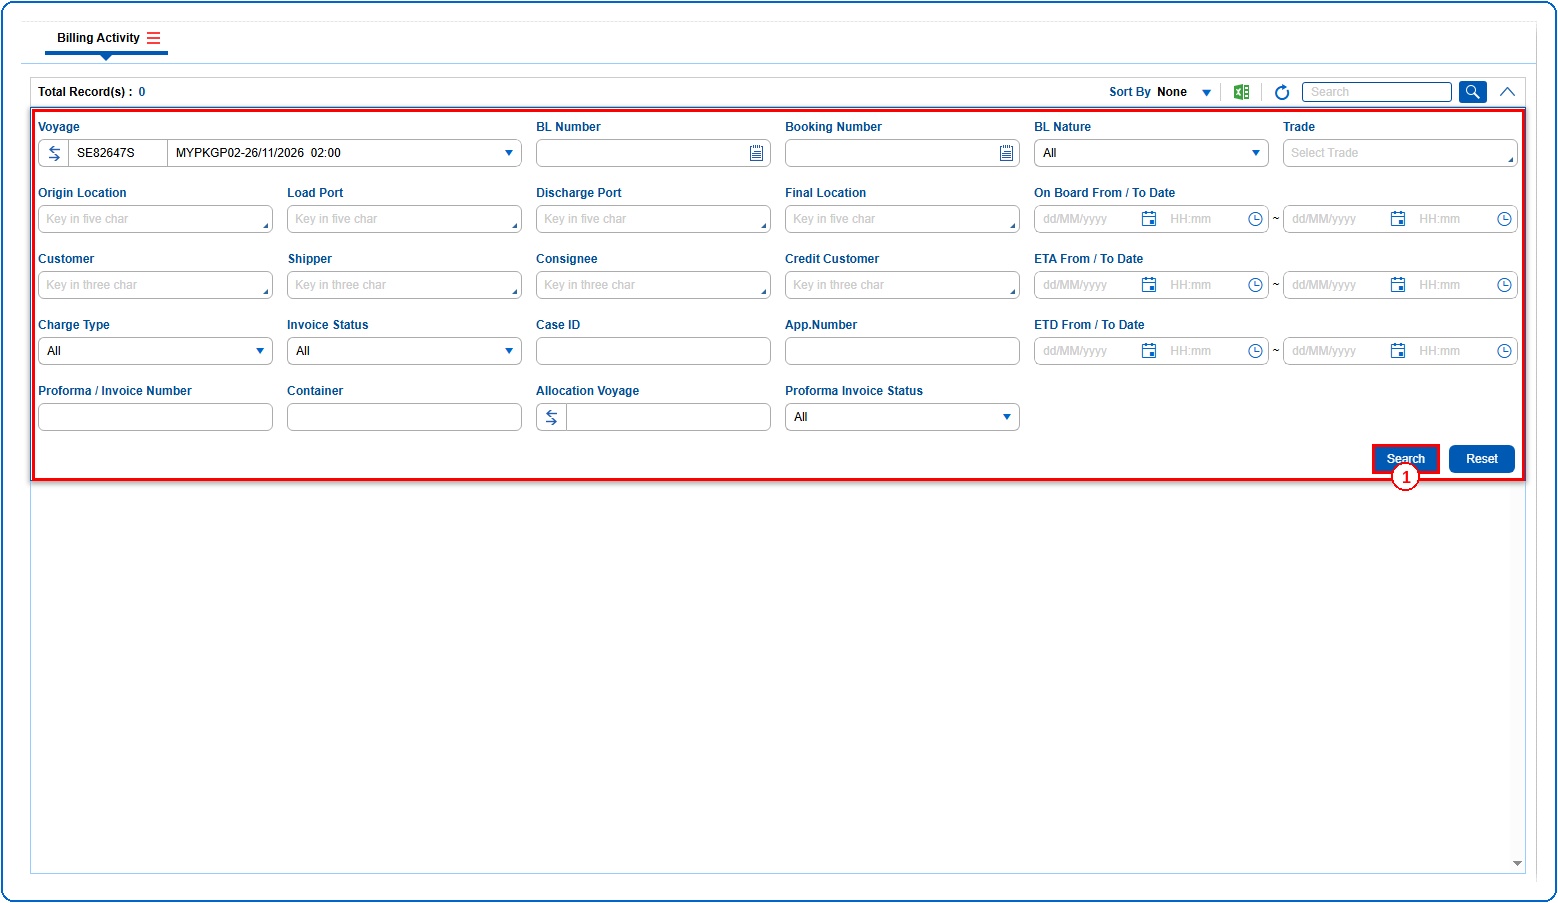 Billing Activity
Total Record(s) : 0
Sort By None
Search
Voyage
BL Number
Booking Number
BL Nature
Trade
SE82647S
MYPKGP02-26/11/2026 02:00
All
Select Trade
Origin Location
Load Port
Discharge Port
Final Location
On Board From / To Date
Key in five char
Key in five char
Key in five char
Key in five char
dd/MM/yyyy
HH:mm
~
dd/MM/yyyy
HH:mm
Customer
Shipper
Consignee
Credit Customer
ETA From / To Date
Key in three char
Key in three char
Key in three char
Key in three char
dd/MM/yyyy
HH:mm
~
dd/MM/yyyy
HH:mm
Charge Type
Invoice Status
Case ID
App.Number
ETD From / To Date
All
All
dd/MM/yyyy
HH:mm
~
dd/MM/yyyy
HH:mm
Proforma / Invoice Number
Container
Allocation Voyage
Proforma Invoice Status
All
Search
Reset
1